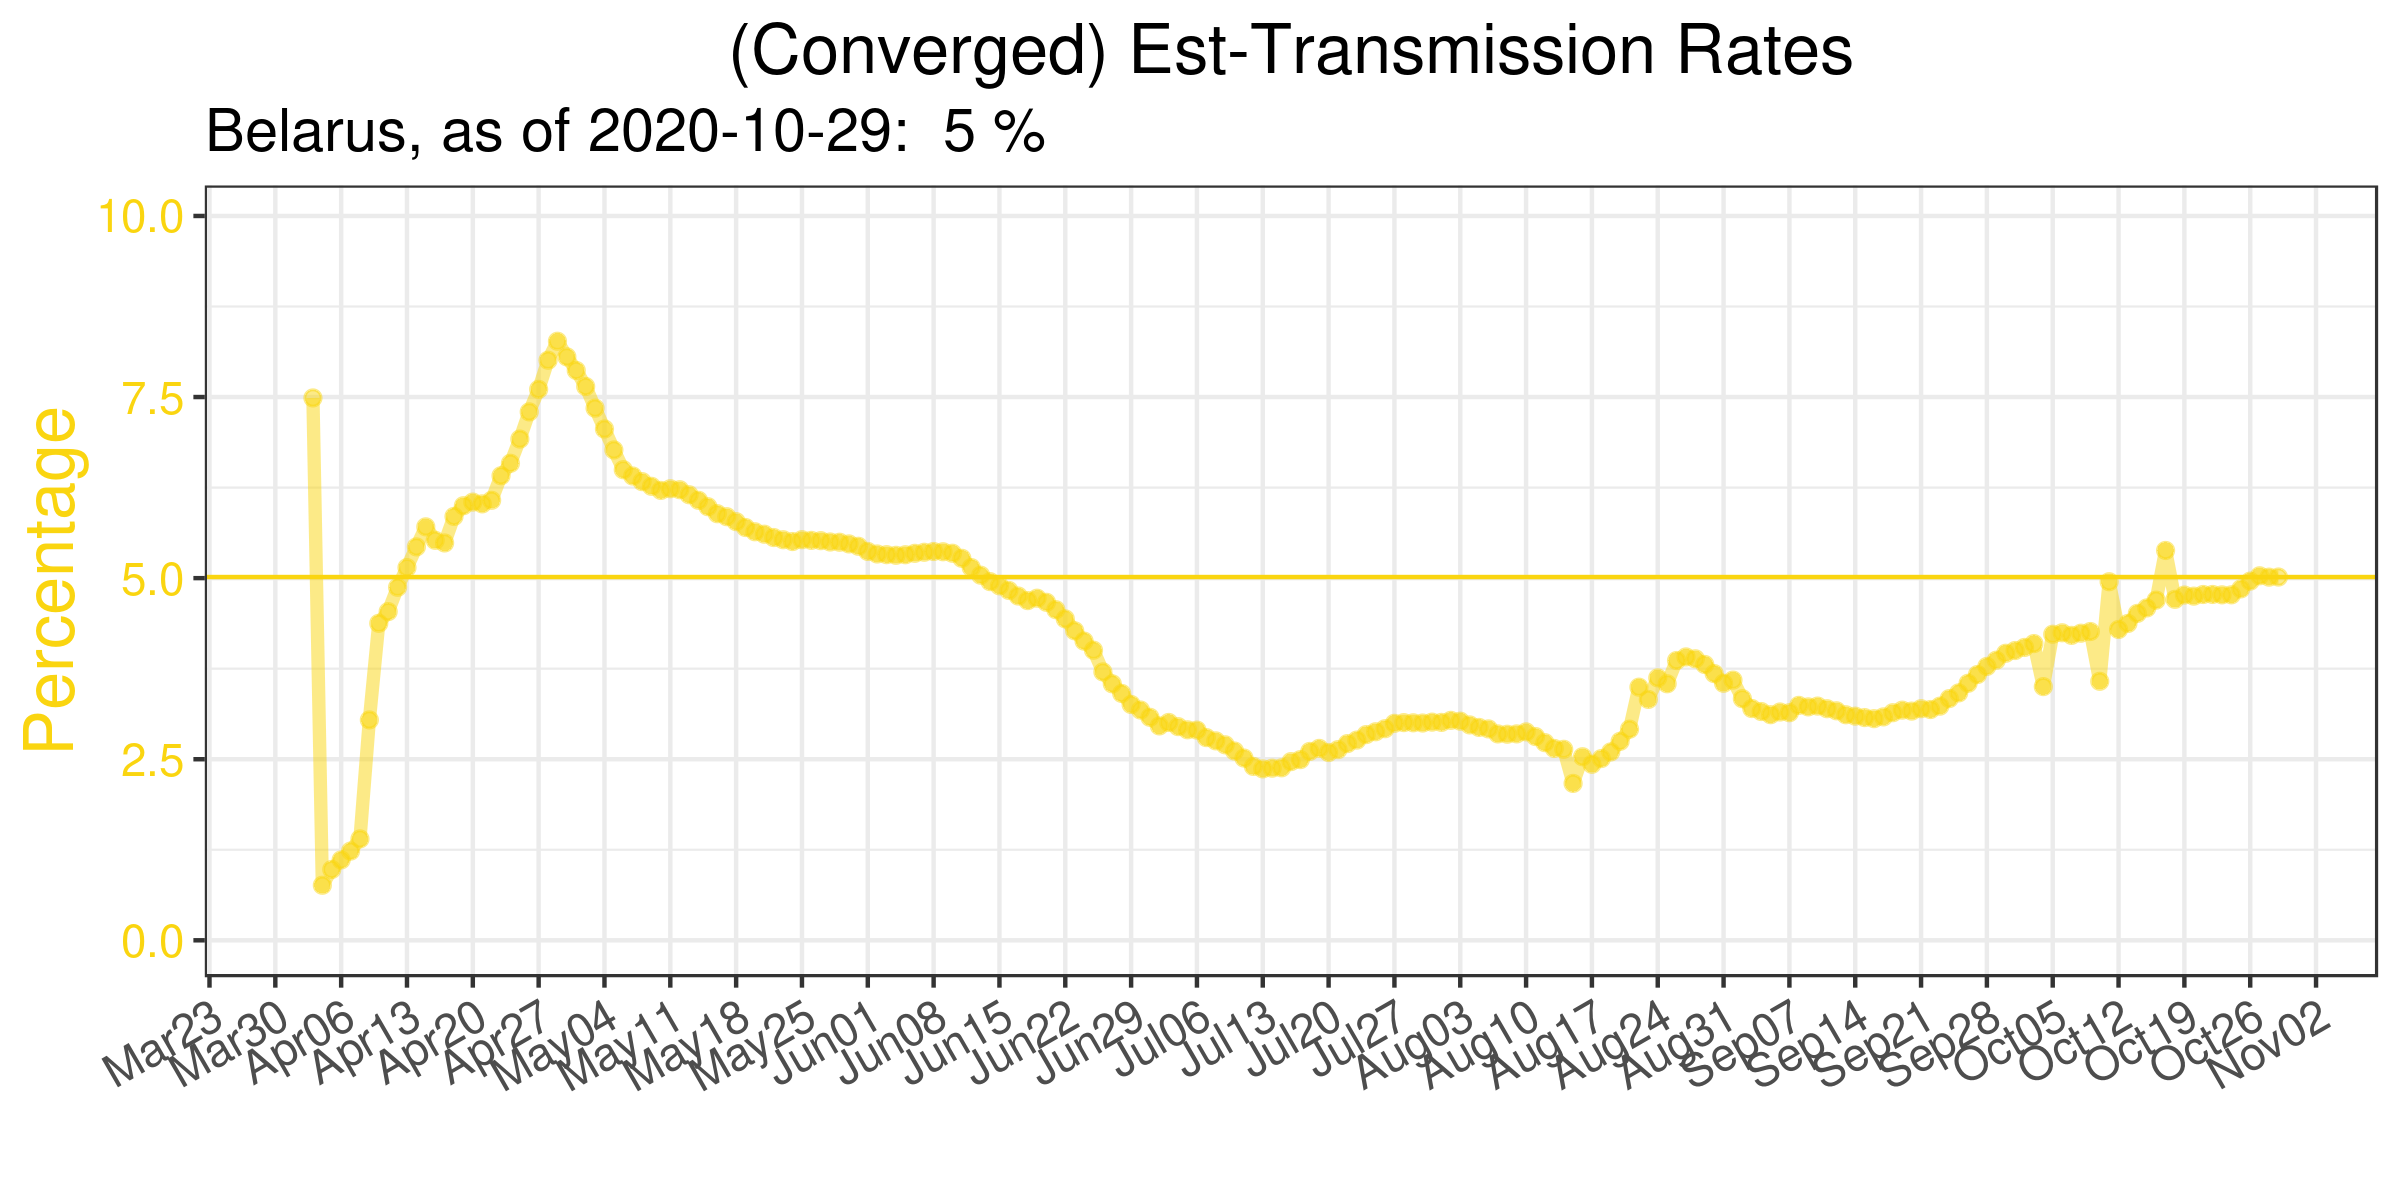 (Converged) Est-Transmission Rates
Belarus, as of 2020-10-29:  5 %
Percentage
10.0
7.5
5.0
2.5
0.0
Mar23
Mar30
Apr06
Apr13
Apr20
Apr27
May04
May11
May18
May25
Jun01
Jun08
Jun15
Jun22
Jun29
Jul06
Jul13
Jul20
Jul27
Aug03
Aug10
Aug17
Aug24
Aug31
Sep07
Sep14
Sep21
Sep28
Oct05
Oct12
Oct19
Oct26
Nov02